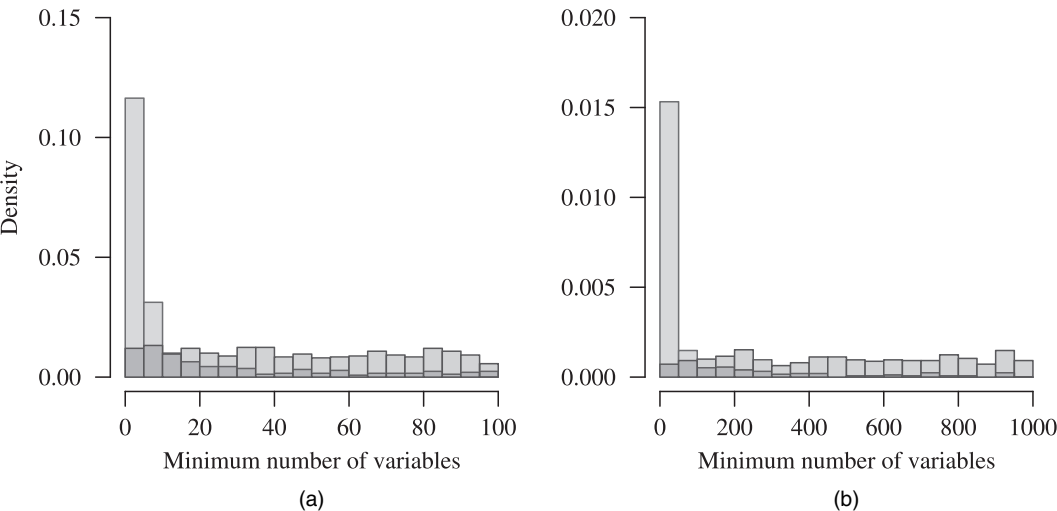 0.15
0.10
0.05
0.00
Density
0 20 40 60 80 100
Minimum number of variables
(a)
0.020
0.015
0.010
0.005
0.000
0 200 400 600 800 1000
Minimum number of variables
(b)